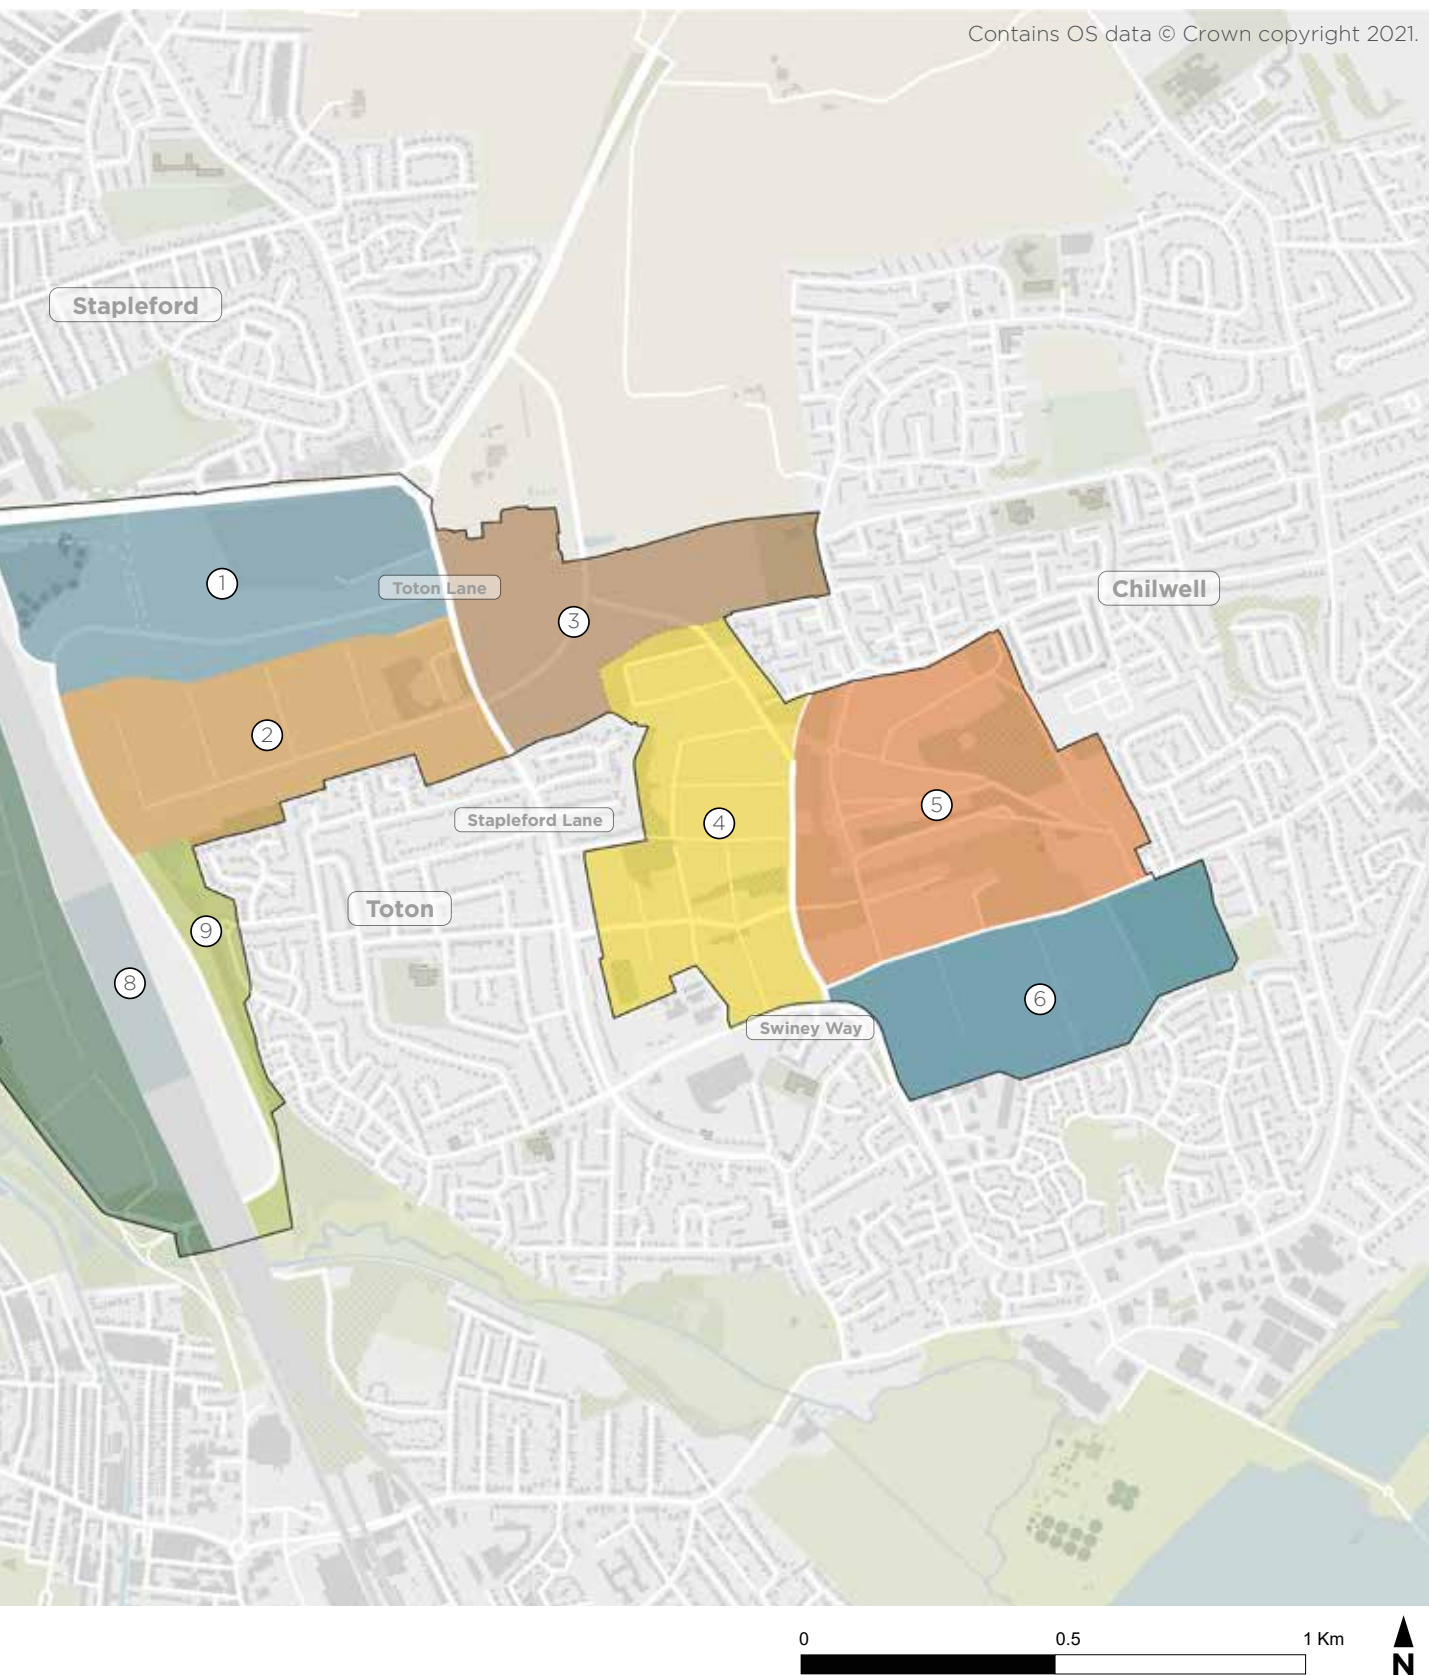 Contains OS data © Crown copyright 2021.
Stapleford
1
Toton Lane
3
Chilwell
2
Stapleford Lane
4
5
Toton
9
8
6
Swiney Way
0 0.5 1 Km
N